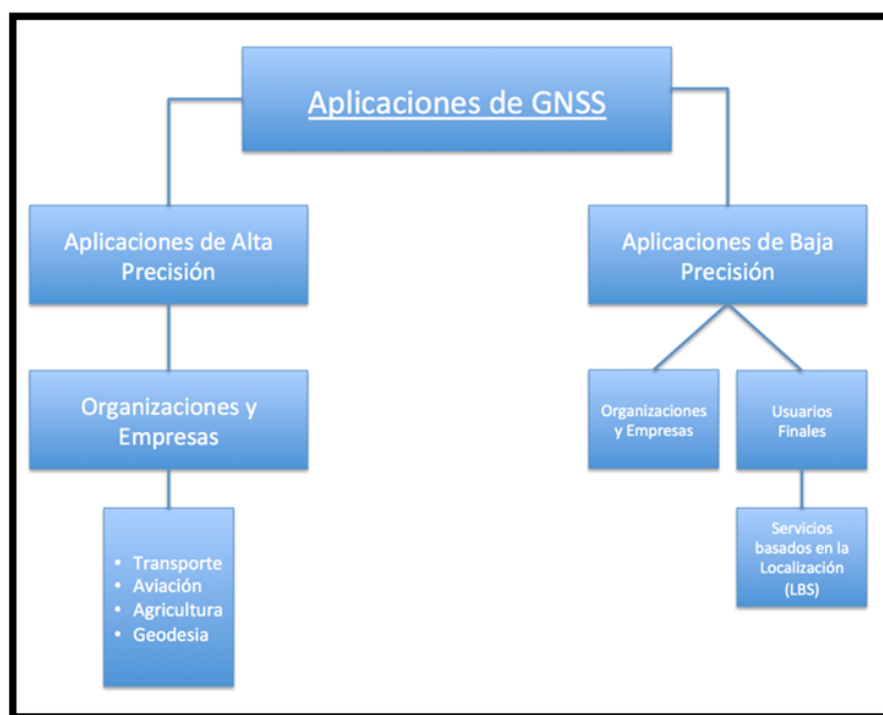 Aplicaciones de GNSS
Aplicaciones de Alta
Precisión
Aplicaciones de Baja
Precisión
Organizaciones y
Empresas
Organizaciones
y Empresas
Usuarios
Finales
• Transporte
• Aviación
• Agricultura
• Geodesia
Servicios
basados en la
Localización
(LBS)